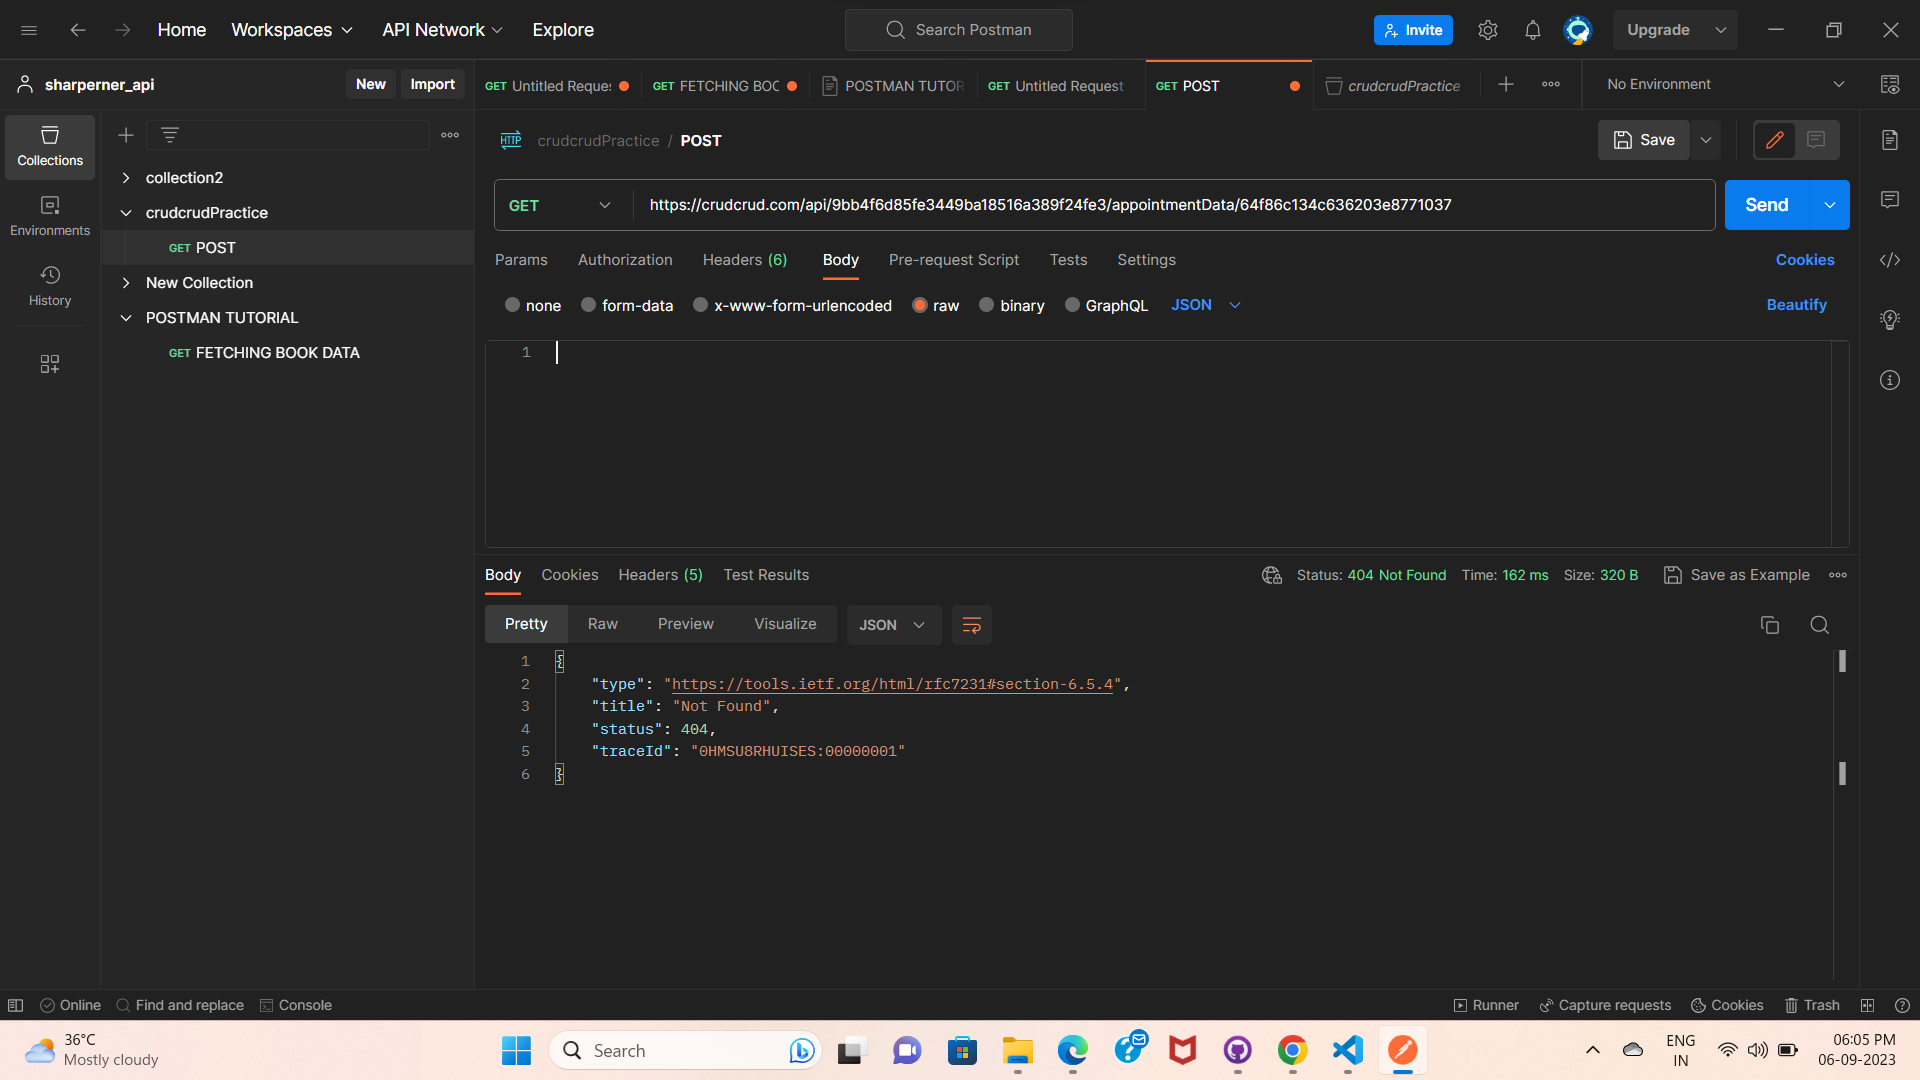 Home Workspaces API Network Explore Search Postman Invite Upgrade
sharperner_api New Import GET Untitled Reques GET FETCHING BOC POSTMAN TUTOR GET Untitled Request GET POST crudcrudPractice No Environment
Collections
Environments
History
collection2
crudcrudPractice
GET POST
New Collection
POSTMAN TUTORIAL
GET FETCHING BOOK DATA
HTTP crudcrudPractice / POST Save
GET https://crudcrud.com/api/9bb4f6d85fe3449ba18516a389f24fe3/appointmentData/64f86c134c636203e8771037 Send
Params Authorization Headers (6) Body Pre-request Script Tests Settings Cookies
none form-data x-www-form-urlencoded raw binary GraphQL JSON Beautify
1
Body Cookies Headers (5) Test Results Status: 404 Not Found Time: 162 ms Size: 320 B Save as Example
Pretty Raw Preview Visualize JSON
1 {
2 "type": "https://tools.ietf.org/html/rfc7231#section-6.5.4",
3 "title": "Not Found",
4 "status": 404,
5 "traceId": "0HMSU8RHUISES:00000001"
6 }
Online Find and replace Console Runner Capture requests Cookies Trash
36°C
Mostly cloudy
Search
ENG
IN
06:05 PM
06-09-2023